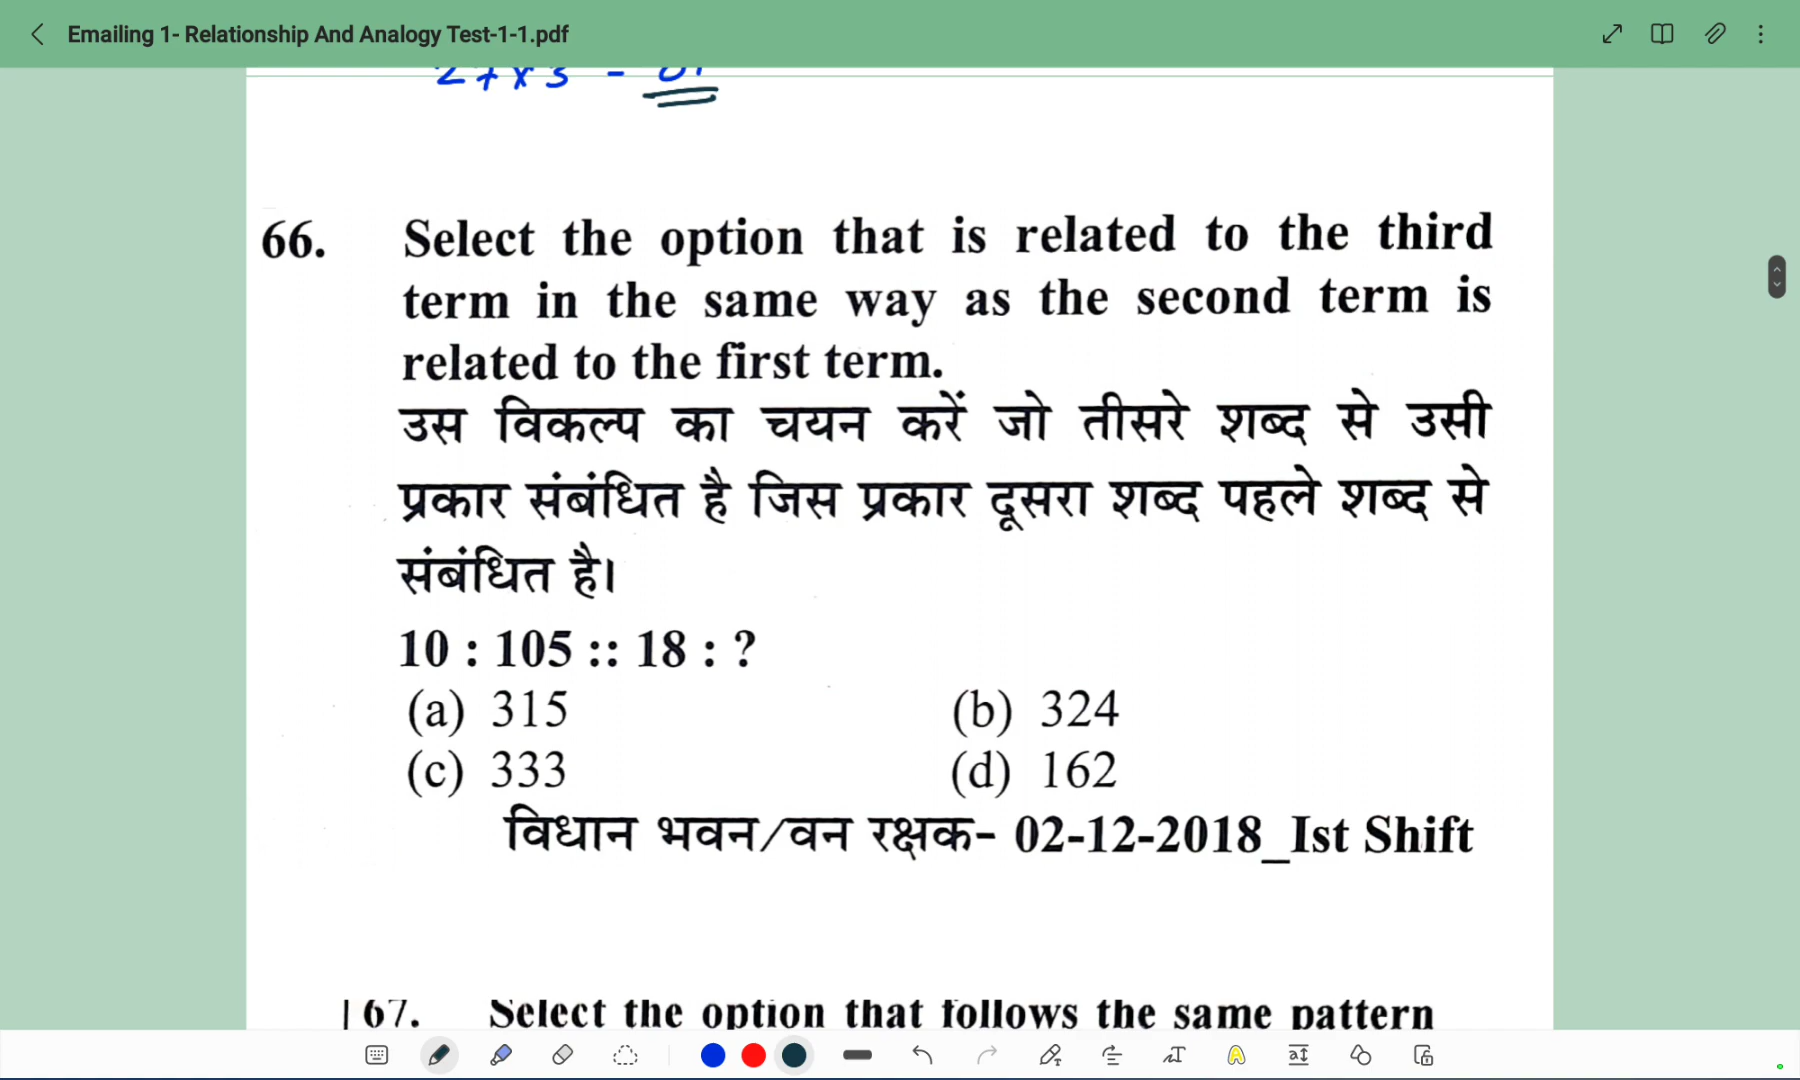 Emailing 1- Relationship And Analogy Test-1-1.pdf
27 x 3 - 81
66. Select the option that is related to the third
term in the same way as the second term is
related to the first term.
उस विकल्प का चयन करें जो तीसरे शब्द से उसी
प्रकार संबंधित है जिस प्रकार दूसरा शब्द पहले शब्द से
संबंधित है।
10 : 105 :: 18 : ?
(a) 315 (b) 324
(c) 333 (d) 162
विधान भवन/वन रक्षक- 02-12-2018_Ist Shift
67. Select the option that follows the same pattern